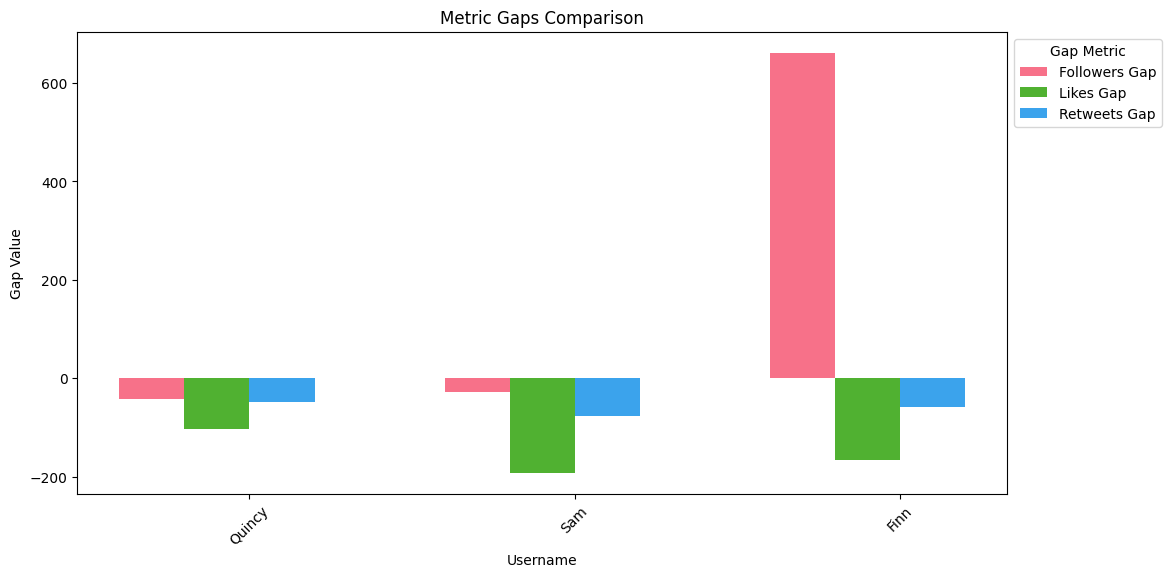 Metric Gaps Comparison
Gap Metric
Followers Gap
Likes Gap
Retweets Gap
Gap Value
600
400
200
0
−200
Quincy
Sam
Finn
Username